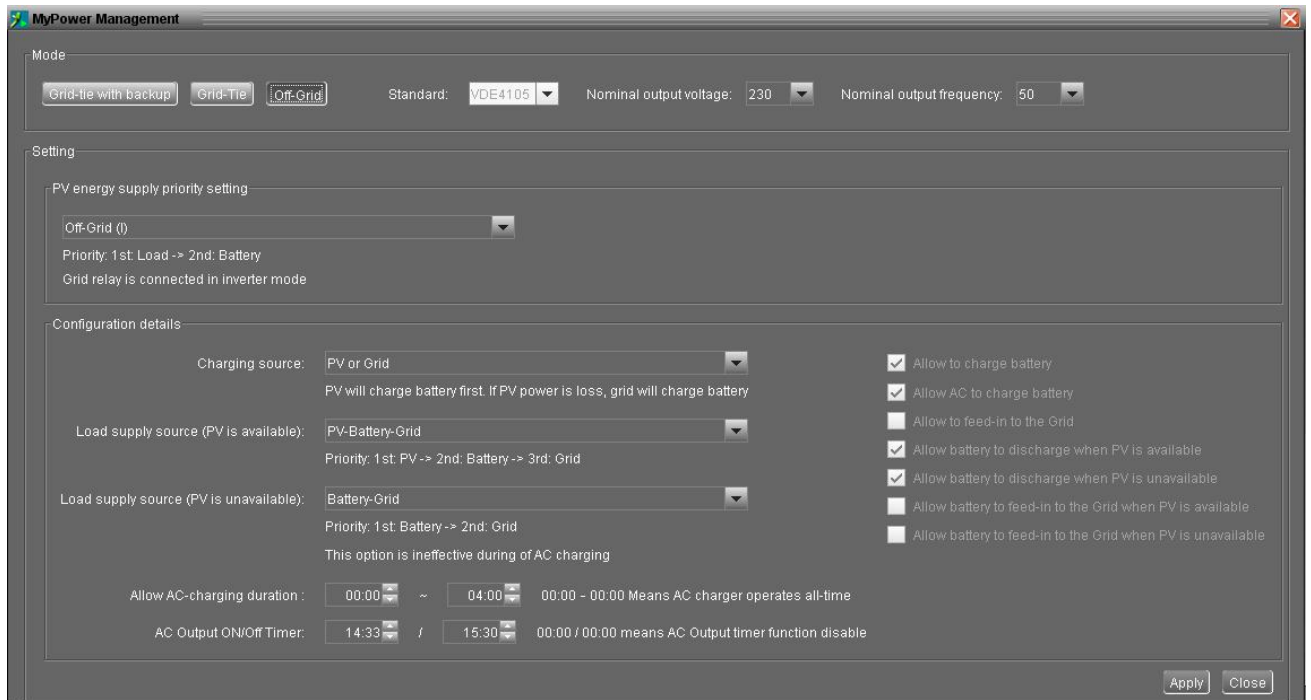 MyPower Management
Mode
Grid-tie with backup Grid-Tie Off-Grid Standard: VDE4105 Nominal output voltage: 230 Nominal output frequency: 50
Setting
PV energy supply priority setting
Off-Grid (I)
Priority: 1st: Load -> 2nd: Battery
Grid relay is connected in inverter mode
Configuration details
Charging source: PV or Grid
PV will charge battery first. If PV power is loss, grid will charge battery
Load supply source (PV is available): PV-Battery-Grid
Priority: 1st: PV -> 2nd: Battery -> 3rd: Grid
Load supply source (PV is unavailable): Battery-Grid
Priority: 1st: Battery -> 2nd: Grid
This option is ineffective during of AC charging
Allow AC-charging duration : 00:00 ~ 04:00 00:00 - 00:00 Means AC charger operates all-time
AC Output ON/Off Timer: 14:33 / 15:30 00:00 / 00:00 means AC Output timer function disable
Allow to charge battery
Allow AC to charge battery
Allow to feed-in to the Grid
Allow battery to discharge when PV is available
Allow battery to discharge when PV is unavailable
Allow battery to feed-in to the Grid when PV is available
Allow battery to feed-in to the Grid when PV is unavailable
Apply Close